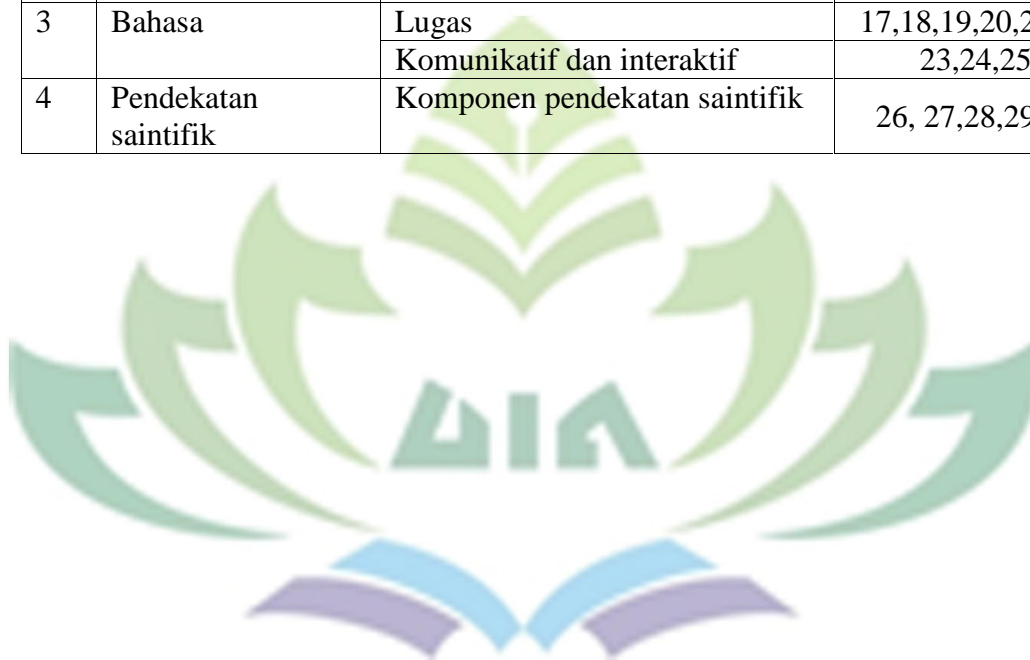 3 Bahasa Lugas 17,18,19,20,2
Komunikatif dan interaktif 23,24,25
4 Pendekatan saintifik Komponen pendekatan saintifik 26, 27,28,29
UIN